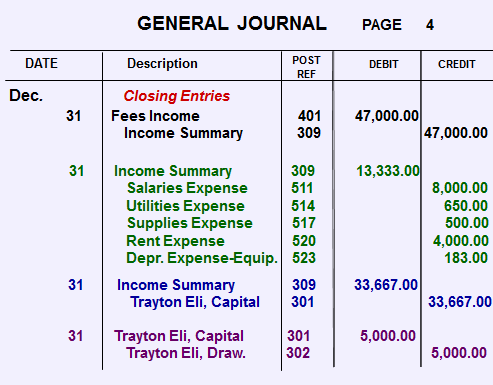 GENERAL JOURNAL PAGE 4
DATE Description POST REF DEBIT CREDIT
Dec. Closing Entries
31 Fees Income 401 47,000.00
Income Summary 309 47,000.00
31 Income Summary 309 13,333.00
Salaries Expense 511 8,000.00
Utilities Expense 514 650.00
Supplies Expense 517 500.00
Rent Expense 520 4,000.00
Depr. Expense-Equip. 523 183.00
31 Income Summary 309 33,667.00
Trayton Eli, Capital 301 33,667.00
31 Trayton Eli, Capital 301 5,000.00
Trayton Eli, Draw. 302 5,000.00